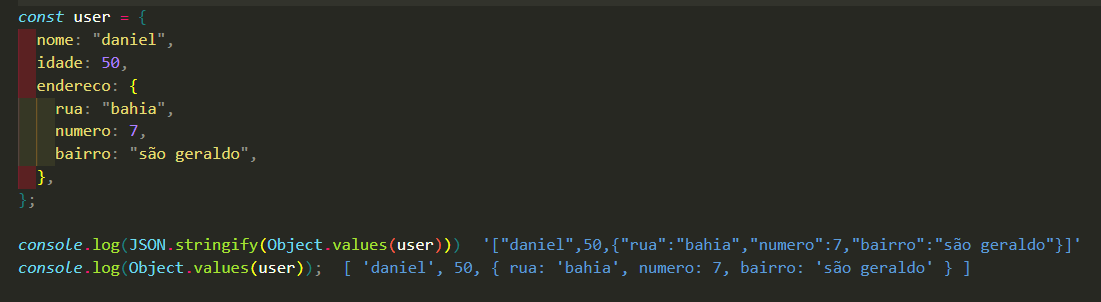 const user = {
  nome: "daniel",
  idade: 50,
  endereco: {
    rua: "bahia",
    numero: 7,
    bairro: "são geraldo",
  },
};
console.log(JSON.stringify(Object.values(user)))  '["daniel",50,{"rua":"bahia","numero":7,"bairro":"são geraldo"}]'
console.log(Object.values(user));  [ 'daniel', 50, { rua: 'bahia', numero: 7, bairro: 'são geraldo' } ]